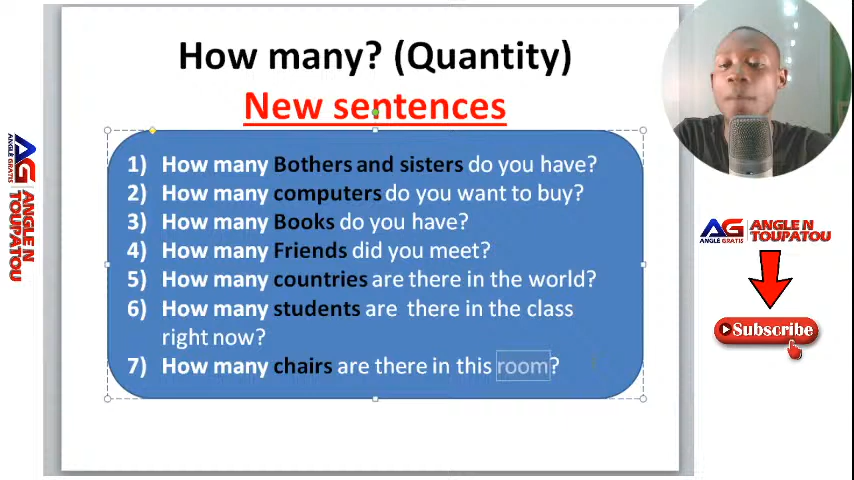 How many? (Quantity)
New sentences
1) How many Bothers and sisters do you have?
2) How many computers do you want to buy?
3) How many Books do you have?
4) How many Friends did you meet?
5) How many countries are there in the world?
6) How many students are there in the class
right now?
7) How many chairs are there in this room?
AG
ANGLE GRATIS
ANGLE N
TOUPATOU
AG
ANGLE GRATIS
ANGLE N
TOUPATOU
Subscribe